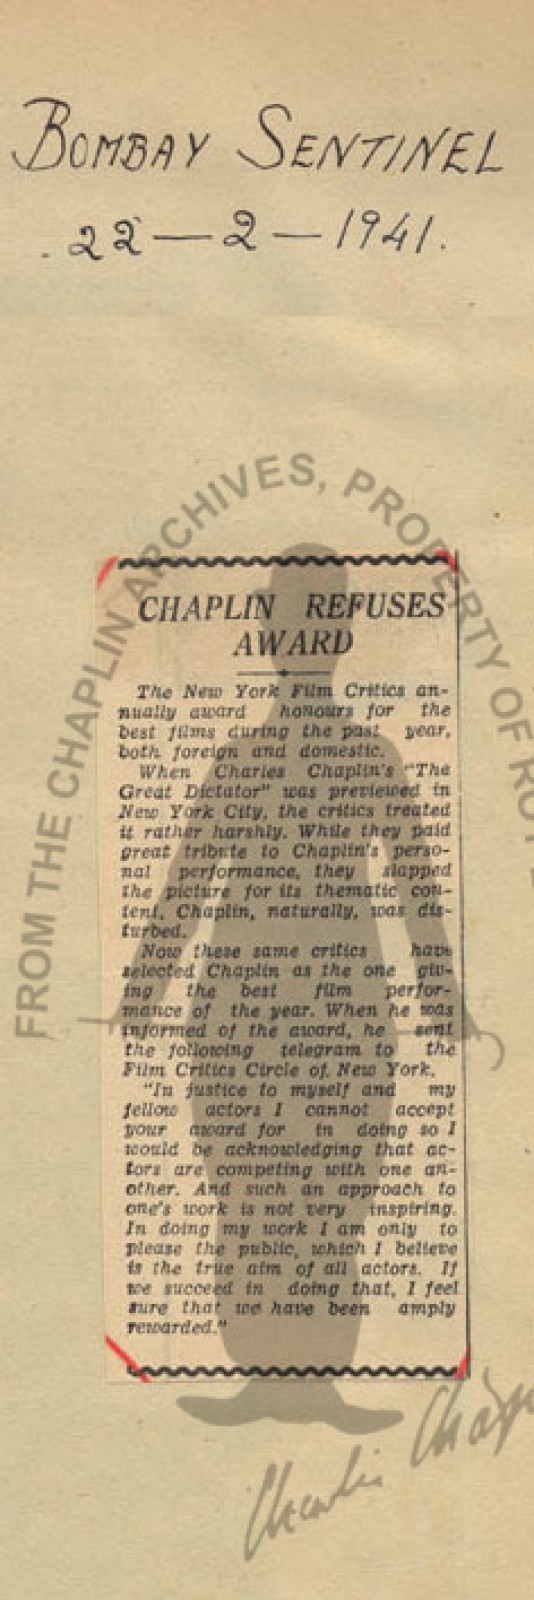 BOMBAY SENTINEL
22-2-1941.
FROM THE CHAPLIN ARCHIVES, PROPERTY OF ROY
CHAPLIN REFUSES
AWARD
The New York Film Critics an-
nually award honours for the
best films during the past year,
both foreign and domestic.
When Charles Chaplin's "The
Great Dictator" was previewed in
New York City, the critics treated
it rather harshly. While they paid
great tribute to Chaplin's perso-
nal performance, they slapped
the picture for its thematic con-
tent. Chaplin, naturally, was dis-
turbed.
Now these same critics have
selected Chaplin as the one giv-
ing the best film perfor-
mance of the year. When he was
informed of the award, he sent
the following telegram to the
Film Critics Circle of New York.
"In justice to myself and my
fellow actors I cannot accept
your award for in doing so I
would be acknowledging that ac-
tors are competing with one an-
other. And such an approach to
one's work is not very inspiring.
In doing my work I am only to
please the public, which I believe
is the true aim of all actors. If
we succeed in doing that, I feel
sure that we have been amply
rewarded."
Charlie Chap